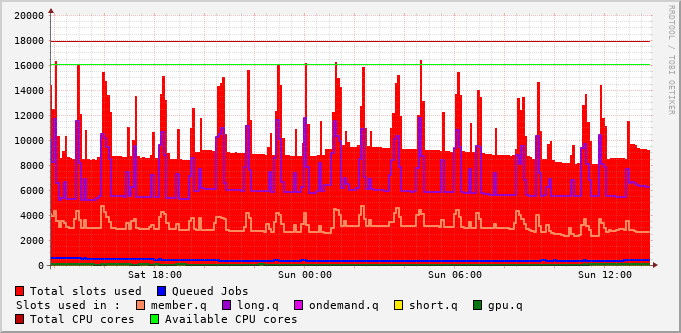 20000
18000
16000
14000
12000
10000
8000
6000
4000
2000
0
Sat 18:00 Sun 00:00 Sun 06:00 Sun 12:00
Total slots used Queued Jobs
Slots used in : member.q long.q ondemand.q short.q gpu.q
Total CPU cores Available CPU cores
RRDTOOL / TOBI OETIKER